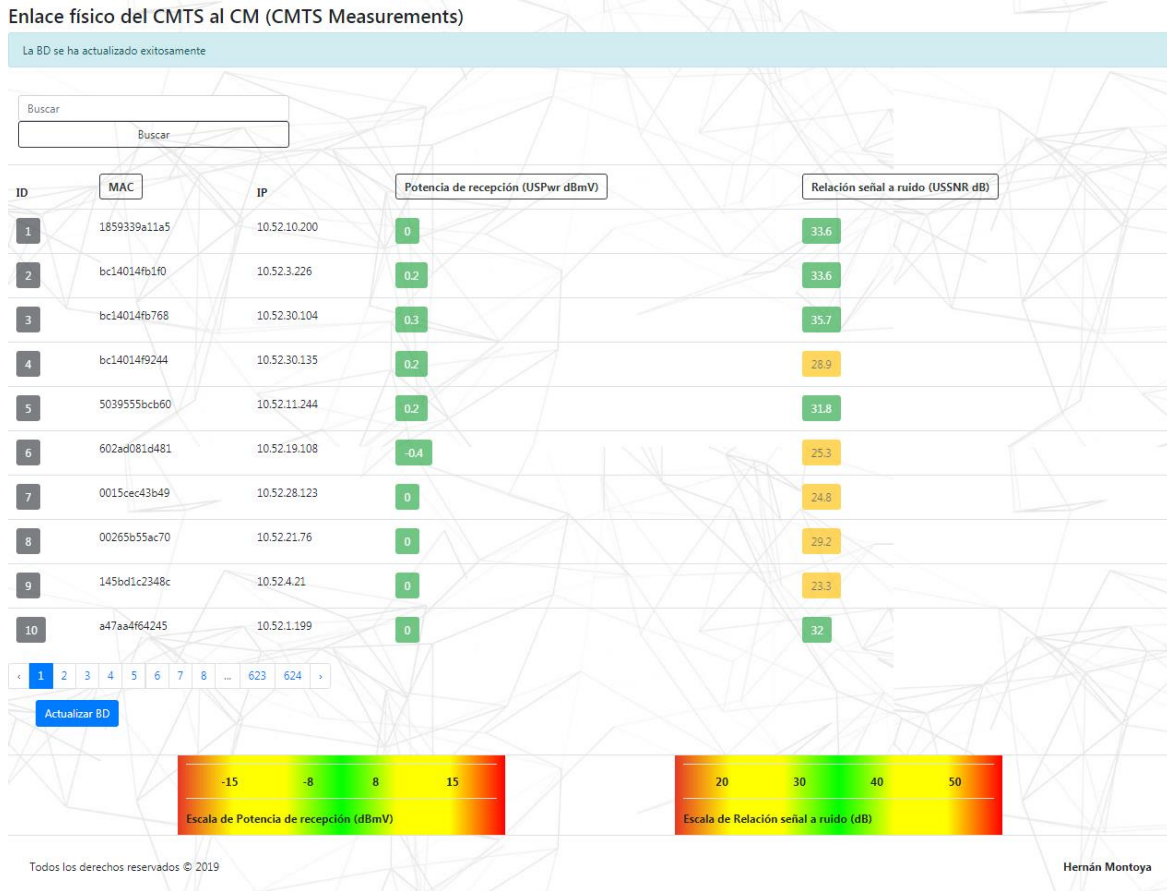 Enlace físico del CMTS al CM (CMTS Measurements)
La BD se ha actualizado exitosamente
Buscar
Buscar
ID MAC IP Potencia de recepción (USPwr dBmV) Relación señal a ruido (USSNR dB)
1 1859339a11a5 10.52.10.200 0 33.6
2 bc14014fb1f0 10.52.3.226 0.2 33.6
3 bc14014fb768 10.52.30.104 0.3 35.7
4 bc14014f9244 10.52.30.135 0.2 28.9
5 5039555bcb60 10.52.11.244 0.2 31.8
6 602ad081d481 10.52.19.108 -0.4 25.3
7 0015cec43b49 10.52.28.123 0 24.8
8 00265b55ac70 10.52.21.76 0 29.2
9 145bd1c2348c 10.52.4.21 0 23.3
10 a47aa4f64245 10.52.1.199 0 32
‹ 1 2 3 4 5 6 7 8 ... 623 624 ›
Actualizar BD
-15 -8 8 15 20 30 40 50
Escala de Potencia de recepción (dBmV) Escala de Relación señal a ruido (dB)
Todos los derechos reservados © 2019 Hernán Montoya